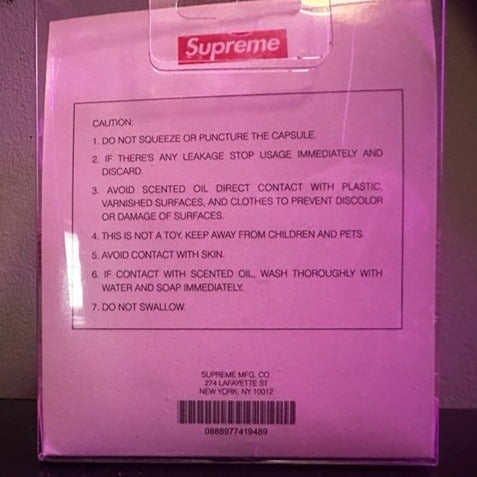 Supreme
CAUTION:
1. DO NOT SQUEEZE OR PUNCTURE THE CAPSULE.
2. IF THERE'S ANY LEAKAGE STOP USAGE IMMEDIATELY AND
DISCARD.
3. AVOID SCENTED OIL DIRECT CONTACT WITH PLASTIC,
VARNISHED SURFACES, AND CLOTHES TO PREVENT DISCOLOR
OR DAMAGE OF SURFACES.
4. THIS IS NOT A TOY. KEEP AWAY FROM CHILDREN AND PETS.
5. AVOID CONTACT WITH SKIN.
6. IF CONTACT WITH SCENTED OIL, WASH THOROUGHLY WITH
WATER AND SOAP IMMEDIATELY.
7. DO NOT SWALLOW.
SUPREME MFG. CO.
274 LAFAYETTE ST
NEW YORK, NY 10012
0888977419489